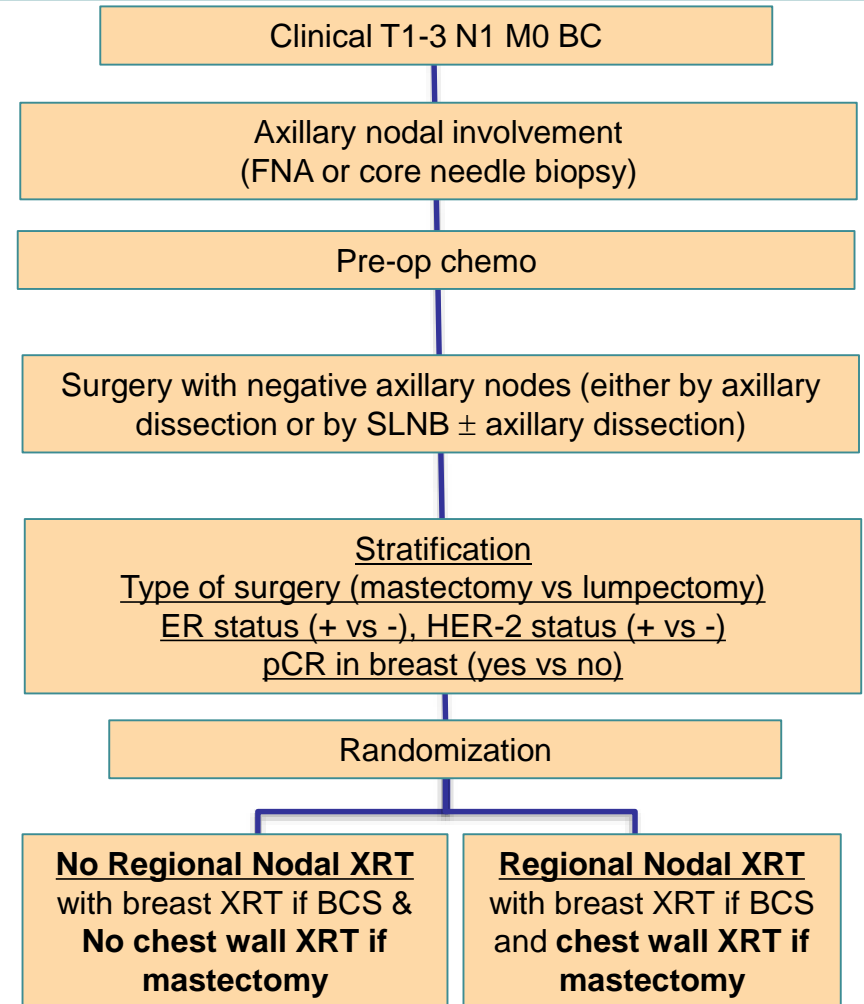 Clinical T1-3 N1 M0 BC
Axillary nodal involvement
(FNA or core needle biopsy)
Pre-op chemo
Surgery with negative axillary nodes (either by axillary
dissection or by SLNB ± axillary dissection)
Stratification
Type of surgery (mastectomy vs lumpectomy)
ER status (+ vs -), HER-2 status (+ vs -)
pCR in breast (yes vs no)
Randomization
No Regional Nodal XRT
with breast XRT if BCS &
No chest wall XRT if
mastectomy
Regional Nodal XRT
with breast XRT if BCS
and chest wall XRT if
mastectomy